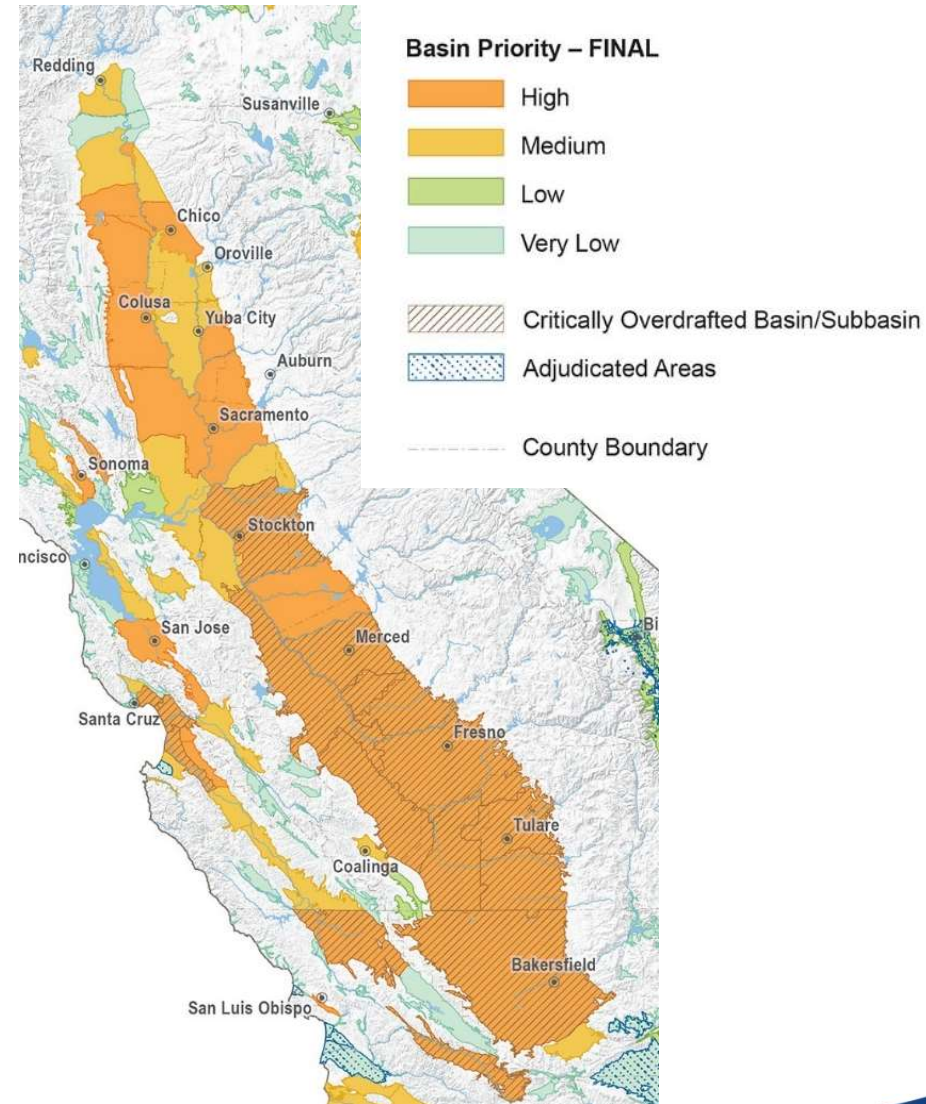 Basin Priority – FINAL
High
Medium
Low
Very Low
Critically Overdrafted Basin/Subbasin
Adjudicated Areas
County Boundary
Redding
Susanville
Chico
Oroville
Colusa
Yuba City
Auburn
Sacramento
Sonoma
Stockton
ncisco
San Jose
Merced
Bi
Santa Cruz
Fresno
Tulare
Coalinga
Bakersfield
San Luis Obispo